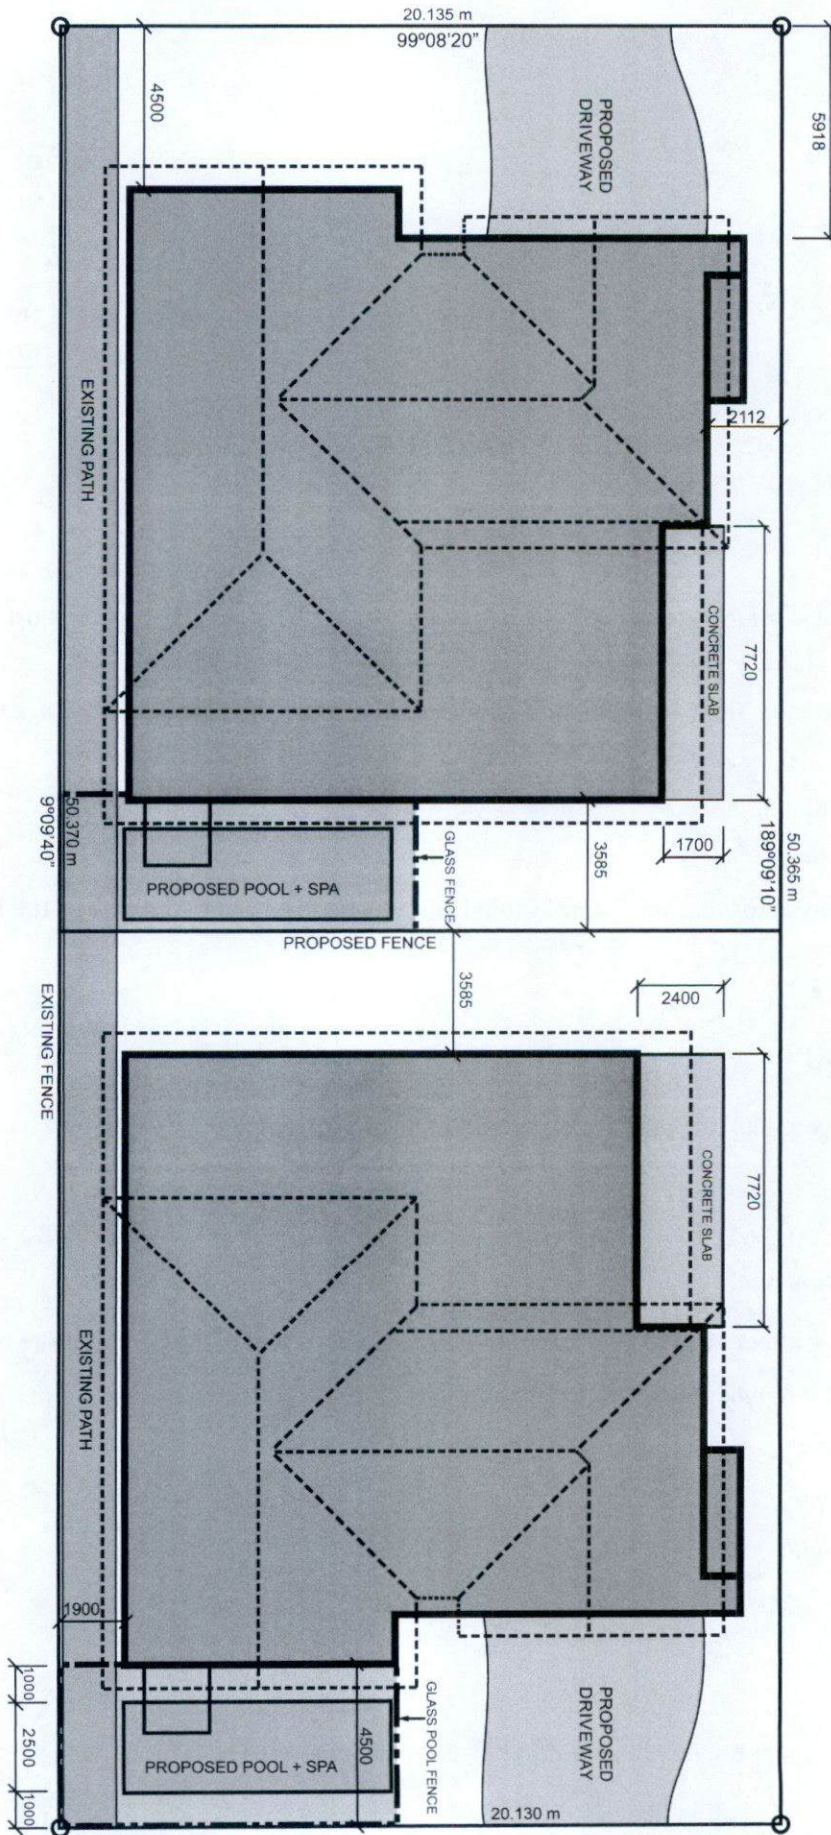 20.135 m
99°08'20"
4500
PROPOSED
DRIVEWAY
5918
EXISTING PATH
2112
CONCRETE SLAB
7720
50.370 m
9°09'40"
PROPOSED POOL + SPA
GLASS FENCE
3585
1700
50.365 m
189°09'10"
PROPOSED FENCE
EXISTING FENCE
3585
2400
CONCRETE SLAB
7720
EXISTING PATH
1900
1000
2500
1000
PROPOSED POOL + SPA
4500
GLASS POOL FENCE
PROPOSED
DRIVEWAY
20.130 m